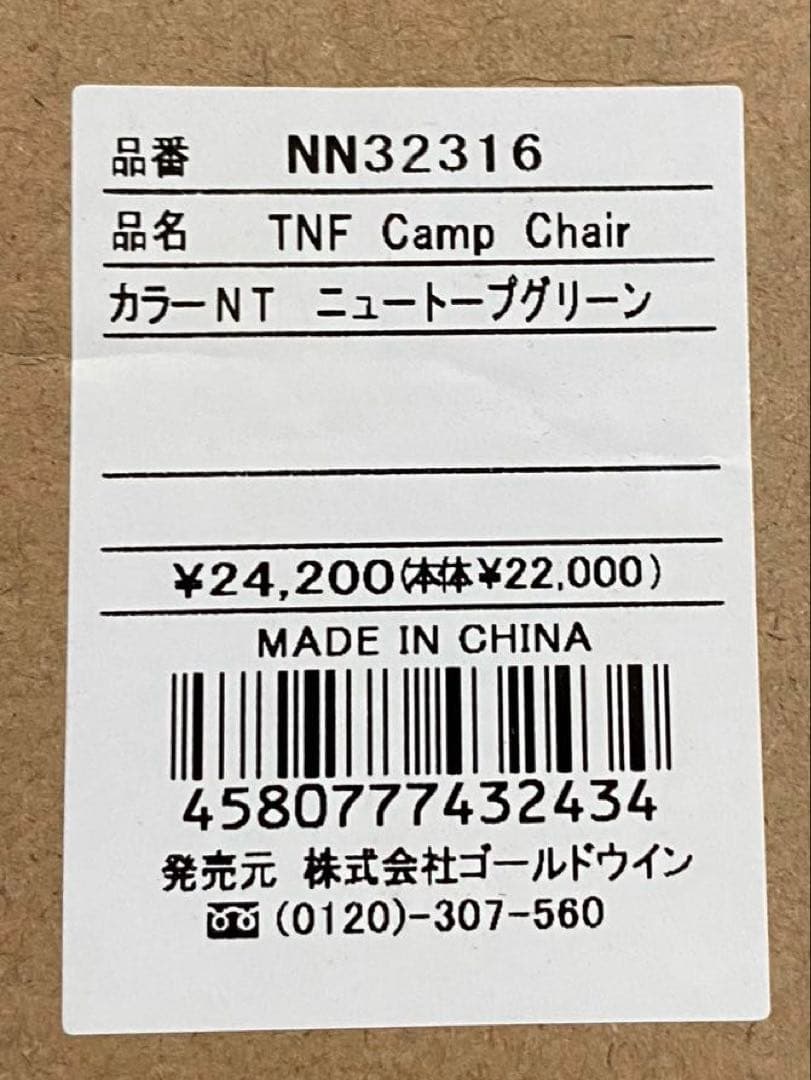 品番 NN32316
品名 TNF Camp Chair
カラーNT ニュートープグリーン
¥24,200(本体¥22,000)
MADE IN CHINA
4580777432434
発売元 株式会社ゴールドウイン
(0120)-307-560